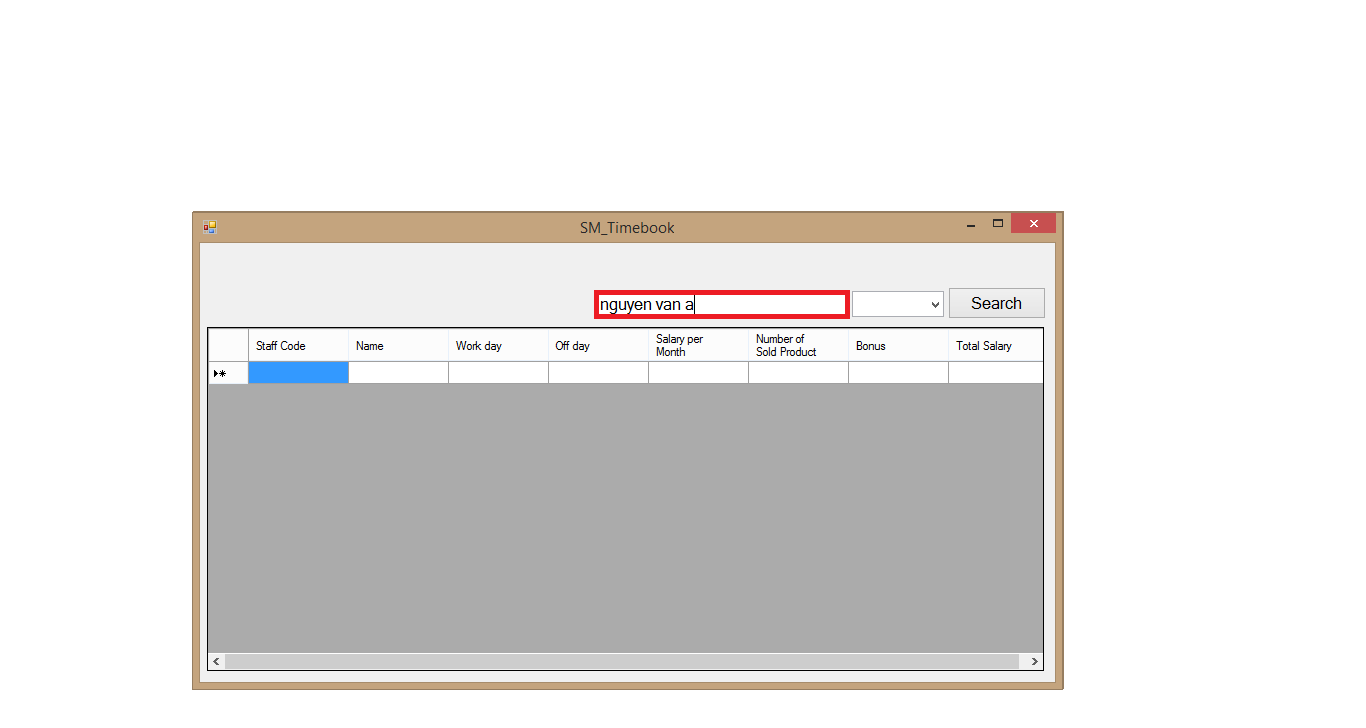 SM_Timebook
nguyen van a
Search
Staff Code
Name
Work day
Off day
Salary per
Month
Number of
Sold Product
Bonus
Total Salary